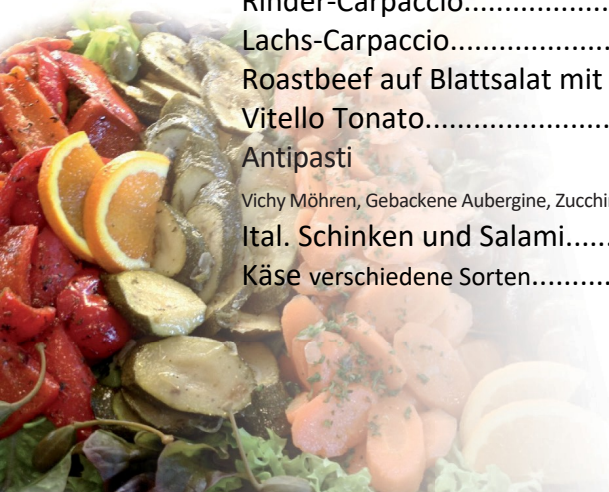 Rinder-Carpaccio....................
Lachs-Carpaccio......................
Roastbeef auf Blattsalat mit
Vitello Tonato.........................
Antipasti
Vichy Möhren, Gebackene Aubergine,
Ital. Schinken und Salami......
Käse verschiedene Sorten..........